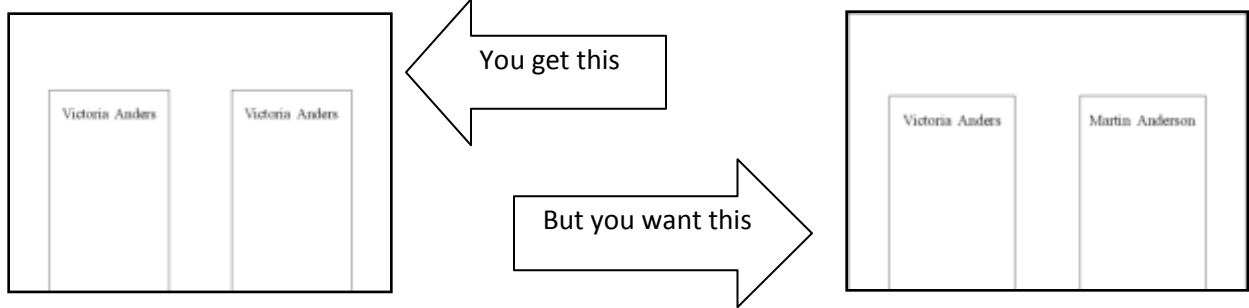 Victoria Anders
Victoria Anders
You get this
But you want this
Victoria Anders
Martin Anderson